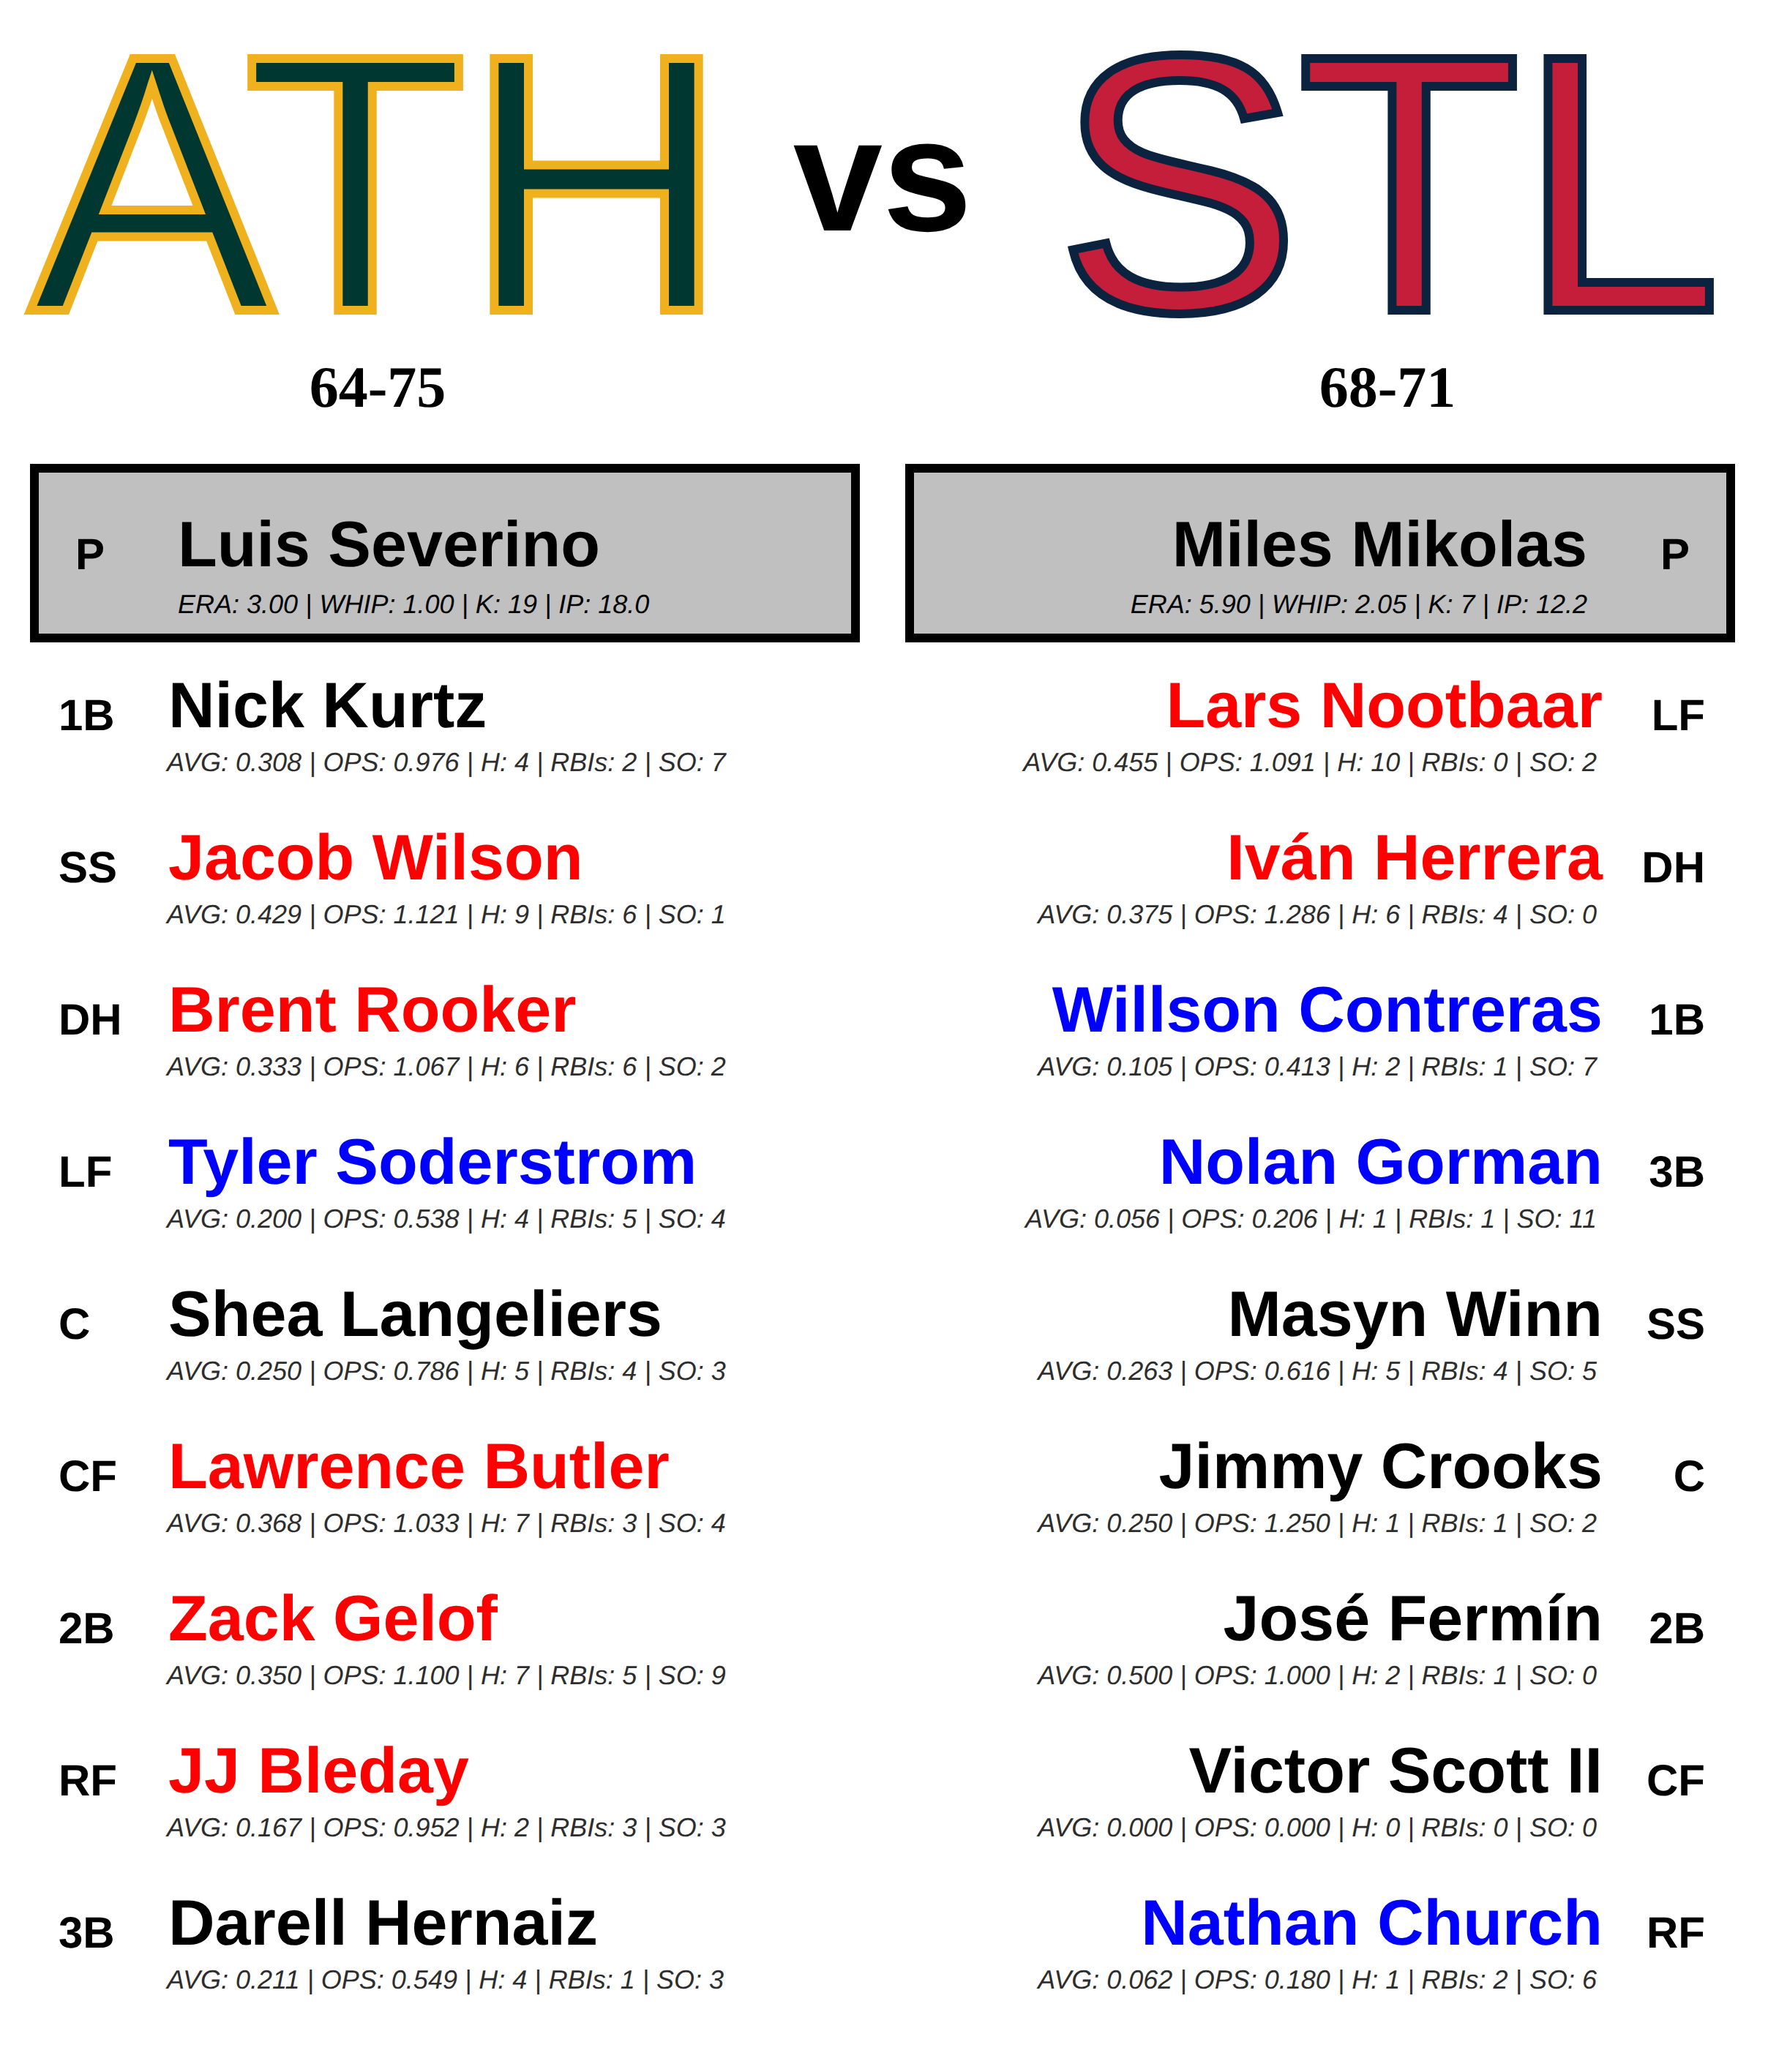 ATH vs STL
64-75 68-71
P Luis Severino
ERA: 3.00 | WHIP: 1.00 | K: 19 | IP: 18.0
Miles Mikolas P
ERA: 5.90 | WHIP: 2.05 | K: 7 | IP: 12.2
1B Nick Kurtz
AVG: 0.308 | OPS: 0.976 | H: 4 | RBIs: 2 | SO: 7
SS Jacob Wilson
AVG: 0.429 | OPS: 1.121 | H: 9 | RBIs: 6 | SO: 1
DH Brent Rooker
AVG: 0.333 | OPS: 1.067 | H: 6 | RBIs: 6 | SO: 2
LF Tyler Soderstrom
AVG: 0.200 | OPS: 0.538 | H: 4 | RBIs: 5 | SO: 4
C Shea Langeliers
AVG: 0.250 | OPS: 0.786 | H: 5 | RBIs: 4 | SO: 3
CF Lawrence Butler
AVG: 0.368 | OPS: 1.033 | H: 7 | RBIs: 3 | SO: 4
2B Zack Gelof
AVG: 0.350 | OPS: 1.100 | H: 7 | RBIs: 5 | SO: 9
RF JJ Bleday
AVG: 0.167 | OPS: 0.952 | H: 2 | RBIs: 3 | SO: 3
3B Darell Hernaiz
AVG: 0.211 | OPS: 0.549 | H: 4 | RBIs: 1 | SO: 3
Lars Nootbaar LF
AVG: 0.455 | OPS: 1.091 | H: 10 | RBIs: 0 | SO: 2
Iván Herrera DH
AVG: 0.375 | OPS: 1.286 | H: 6 | RBIs: 4 | SO: 0
Willson Contreras 1B
AVG: 0.105 | OPS: 0.413 | H: 2 | RBIs: 1 | SO: 7
Nolan Gorman 3B
AVG: 0.056 | OPS: 0.206 | H: 1 | RBIs: 1 | SO: 11
Masyn Winn SS
AVG: 0.263 | OPS: 0.616 | H: 5 | RBIs: 4 | SO: 5
Jimmy Crooks C
AVG: 0.250 | OPS: 1.250 | H: 1 | RBIs: 1 | SO: 2
José Fermín 2B
AVG: 0.500 | OPS: 1.000 | H: 2 | RBIs: 1 | SO: 0
Victor Scott II CF
AVG: 0.000 | OPS: 0.000 | H: 0 | RBIs: 0 | SO: 0
Nathan Church RF
AVG: 0.062 | OPS: 0.180 | H: 1 | RBIs: 2 | SO: 6